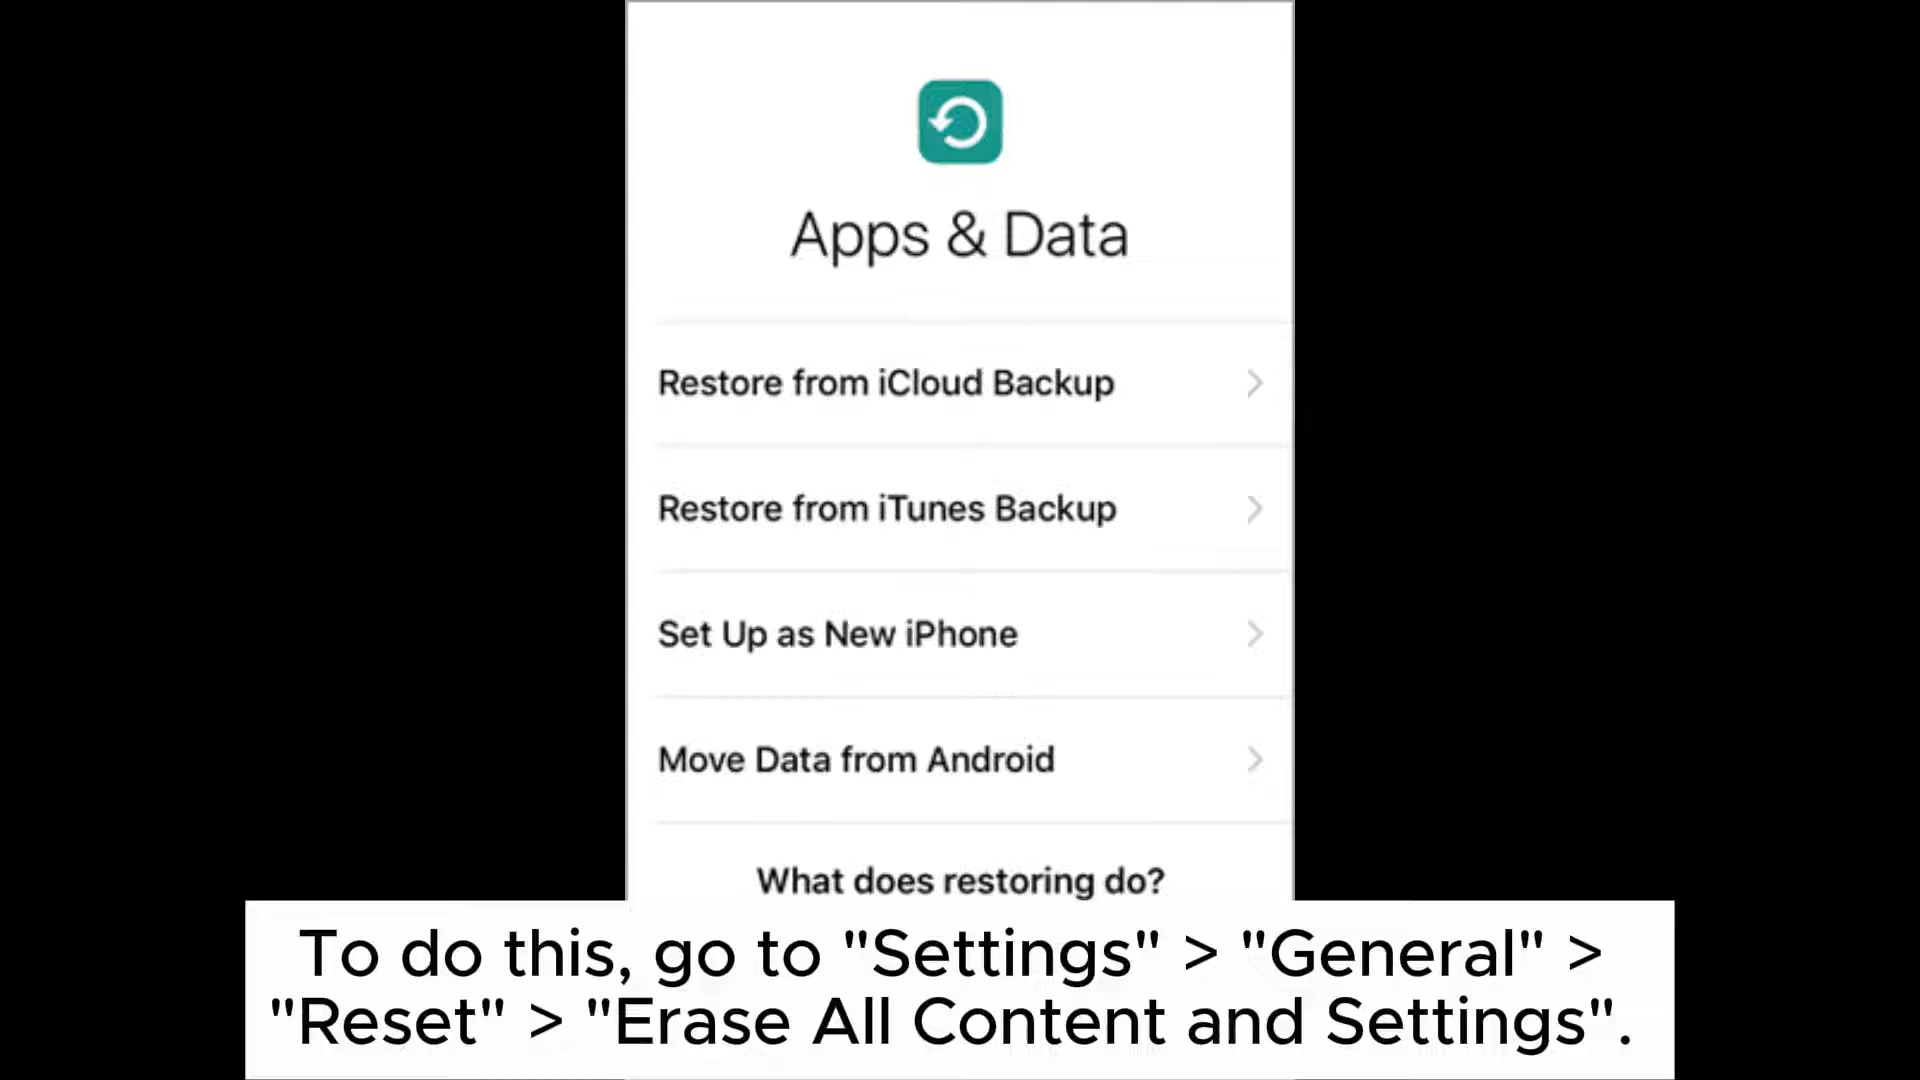 Apps & Data
Restore from iCloud Backup
Restore from iTunes Backup
Set Up as New iPhone
Move Data from Android
What does restoring do?
To do this, go to "Settings" > "General" >
"Reset" > "Erase All Content and Settings".